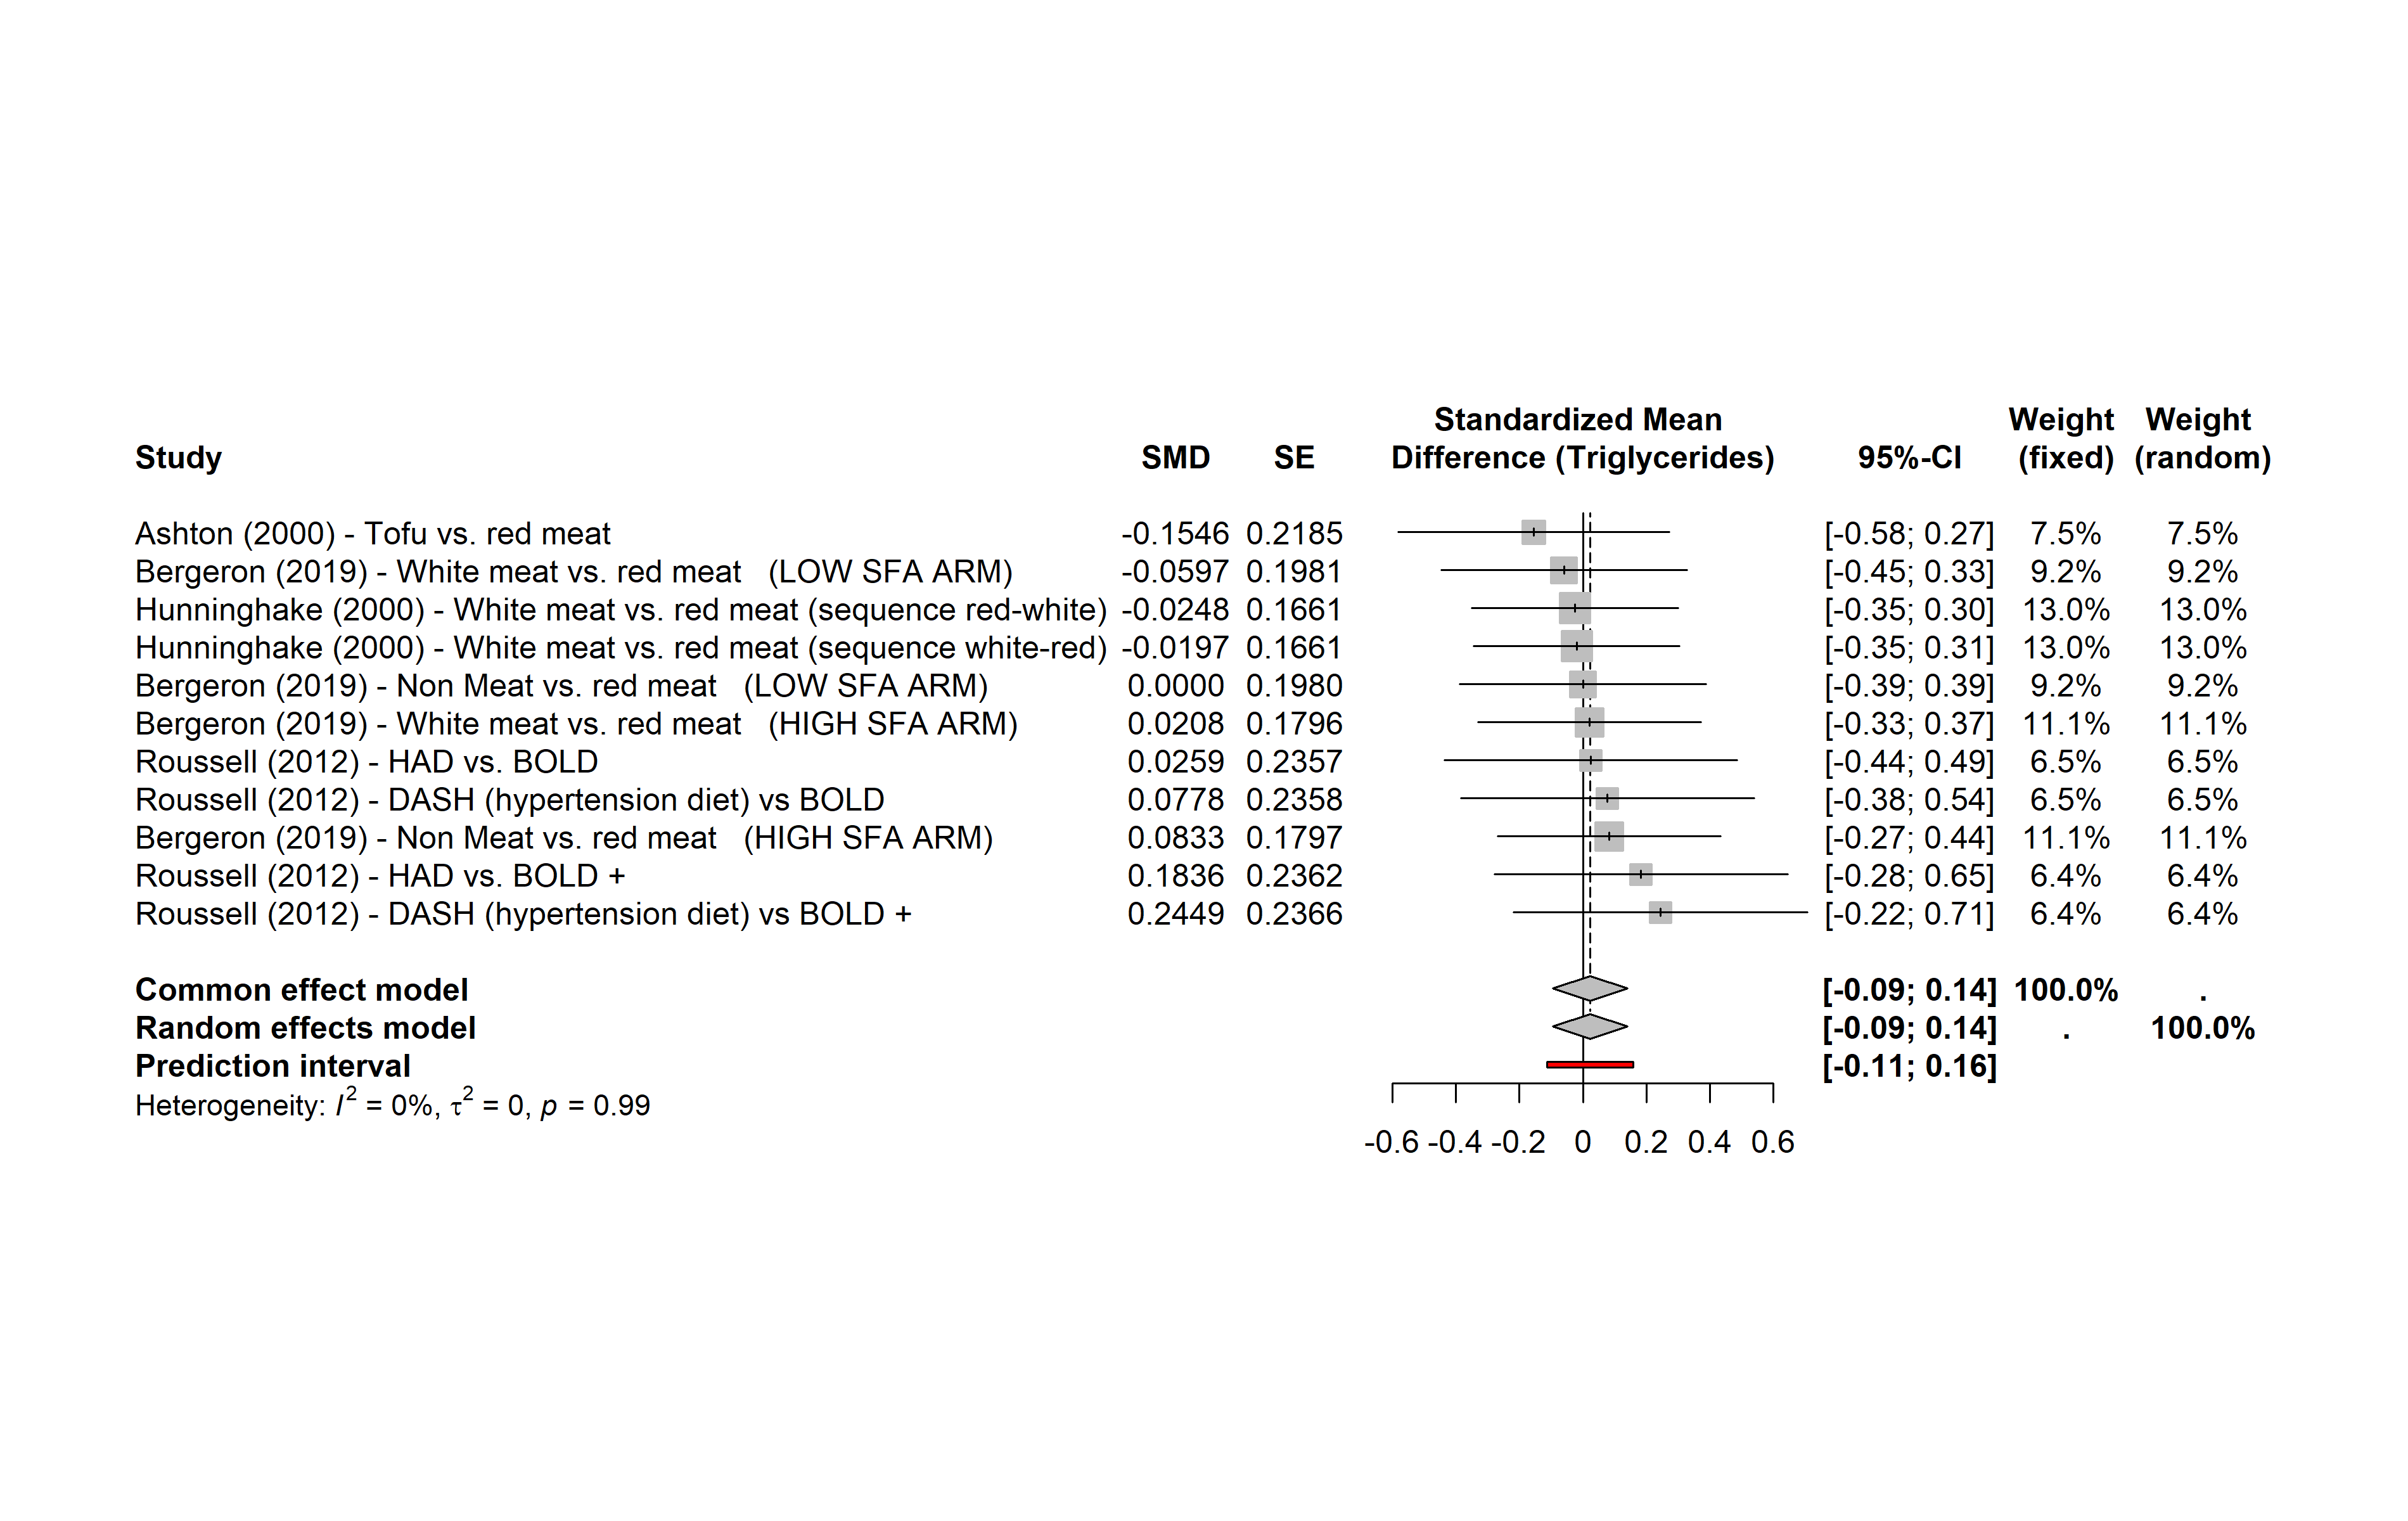 Standardized Mean Weight Weight
Study SMD SE Difference (Triglycerides) 95%-CI (fixed) (random)
Ashton (2000) - Tofu vs. red meat -0.1546 0.2185 [-0.58; 0.27] 7.5% 7.5%
Bergeron (2019) - White meat vs. red meat (LOW SFA ARM) -0.0597 0.1981 [-0.45; 0.33] 9.2% 9.2%
Hunninghake (2000) - White meat vs. red meat (sequence red-white) -0.0248 0.1661 [-0.35; 0.30] 13.0% 13.0%
Hunninghake (2000) - White meat vs. red meat (sequence white-red) -0.0197 0.1661 [-0.35; 0.31] 13.0% 13.0%
Bergeron (2019) - Non Meat vs. red meat (LOW SFA ARM) 0.0000 0.1980 [-0.39; 0.39] 9.2% 9.2%
Bergeron (2019) - White meat vs. red meat (HIGH SFA ARM) 0.0208 0.1796 [-0.33; 0.37] 11.1% 11.1%
Roussell (2012) - HAD vs. BOLD 0.0259 0.2357 [-0.44; 0.49] 6.5% 6.5%
Roussell (2012) - DASH (hypertension diet) vs BOLD 0.0778 0.2358 [-0.38; 0.54] 6.5% 6.5%
Bergeron (2019) - Non Meat vs. red meat (HIGH SFA ARM) 0.0833 0.1797 [-0.27; 0.44] 11.1% 11.1%
Roussell (2012) - HAD vs. BOLD + 0.1836 0.2362 [-0.28; 0.65] 6.4% 6.4%
Roussell (2012) - DASH (hypertension diet) vs BOLD + 0.2449 0.2366 [-0.22; 0.71] 6.4% 6.4%
Common effect model [-0.09; 0.14] 100.0% .
Random effects model [-0.09; 0.14] . 100.0%
Prediction interval [-0.11; 0.16]
Heterogeneity: I² = 0%, τ² = 0, p = 0.99
-0.6 -0.4 -0.2 0 0.2 0.4 0.6